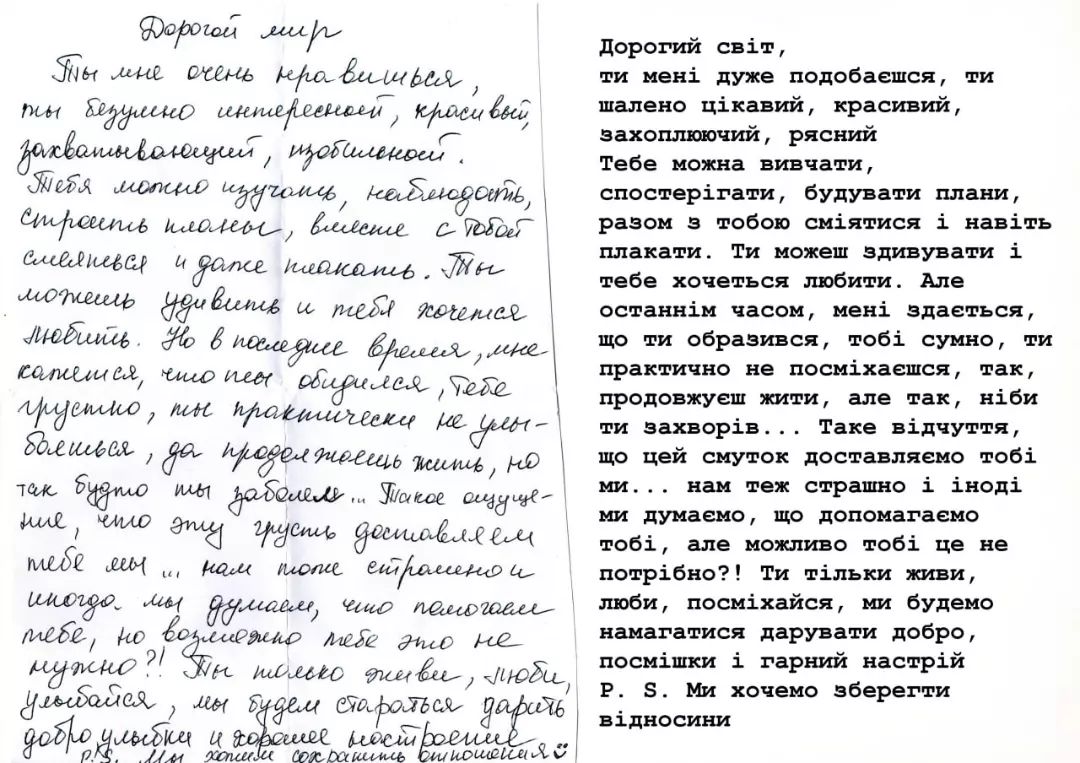 Дорогой мир
Ты мне очень нравишься,
ты безумно интересный, красивый,
захватывающий, изобильный.
Тебя можно изучать, наблюдать,
строить планы, вместе с тобой
смеяться и даже плакать. Ты
можешь удивить и тебя хочется
любить. Но в последнее время, мне
кажется, что ты обиделся, тебе
грустно, ты практически не улы-
баешься, да продолжаешь жить, но
так будто ты заболел... Такое ощуще-
ние, что эту грусть доставляем
тебе мы ... нам тоже страшно и
иногда мы думаем, что помогаем
тебе, но возможно тебе это не
нужно?! Ты только живи, люби,
улыбайся, мы будем стараться дарить
добро, улыбки и хорошее настроение
P.S. Мы хотим сохранить отношения
Дорогий світ,
ти мені дуже подобаєшся, ти
шалено цікавий, красивий,
захоплюючий, рясний
Тебе можна вивчати,
спостерігати, будувати плани,
разом з тобою сміятися і навіть
плакати. Ти можеш здивувати і
тебе хочеться любити. Але
останнім часом, мені здається,
що ти образився, тобі сумно, ти
практично не посміхаєшся, так,
продовжуєш жити, але так, ніби
ти захворів... Таке відчуття,
що цей смуток доставляємо тобі
ми... нам теж страшно і іноді
ми думаємо, що допомагаємо
тобі, але можливо тобі це не
потрібно?! Ти тільки живи,
люби, посміхайся, ми будемо
намагатися дарувати добро,
посмішки і гарний настрій
P. S. Ми хочемо зберегти
відносини